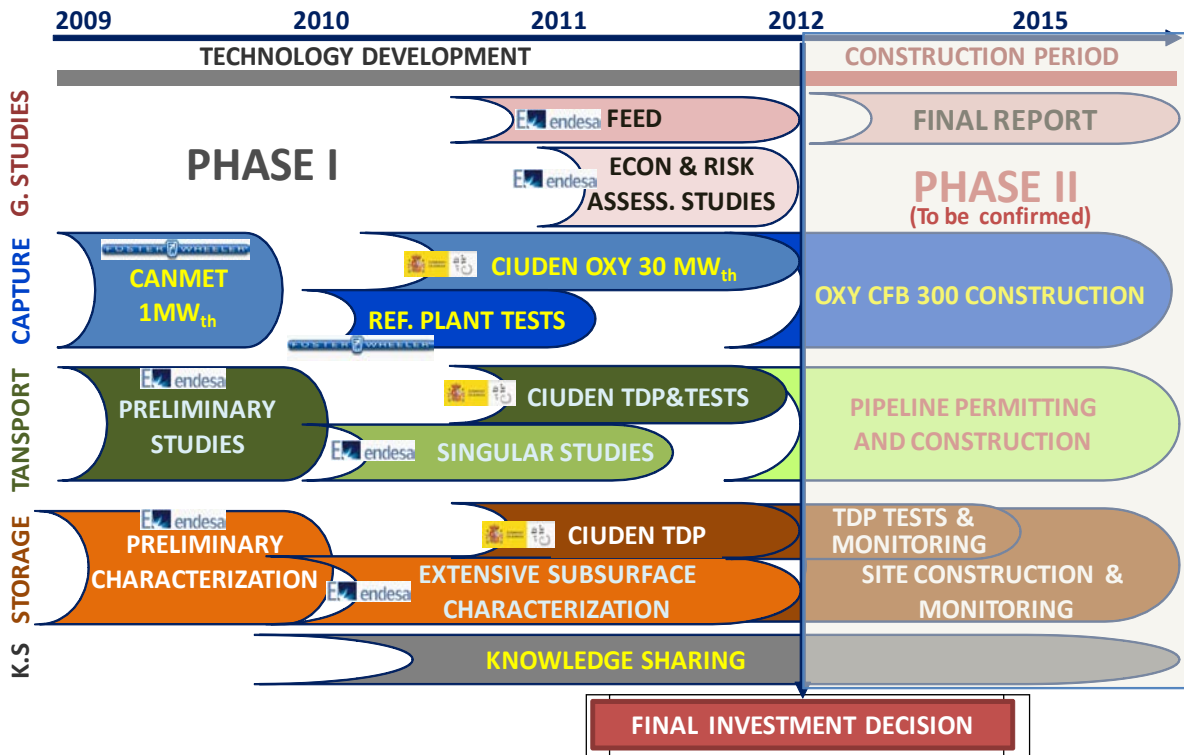 2009 2010 2011 2012 2015
TECHNOLOGY DEVELOPMENT CONSTRUCTION PERIOD
G. STUDIES
PHASE I
endesa FEED
FINAL REPORT
endesa ECON & RISK
ASSESS. STUDIES
PHASE II
(To be confirmed)
CAPTURE
FOSTER WHEELER
CANMET
1MWth
CIUDEN OXY 30 MWth
REF. PLANT TESTS
FOSTER WHEELER
OXY CFB 300 CONSTRUCTION
TANSPORT
endesa
PRELIMINARY
STUDIES
CIUDEN TDP&TESTS
endesa SINGULAR STUDIES
PIPELINE PERMITTING
AND CONSTRUCTION
STORAGE
endesa
PRELIMINARY
CHARACTERIZATION
CIUDEN TDP
endesa EXTENSIVE SUBSURFACE
CHARACTERIZATION
TDP TESTS &
MONITORING
SITE CONSTRUCTION &
MONITORING
K.S
KNOWLEDGE SHARING
FINAL INVESTMENT DECISION